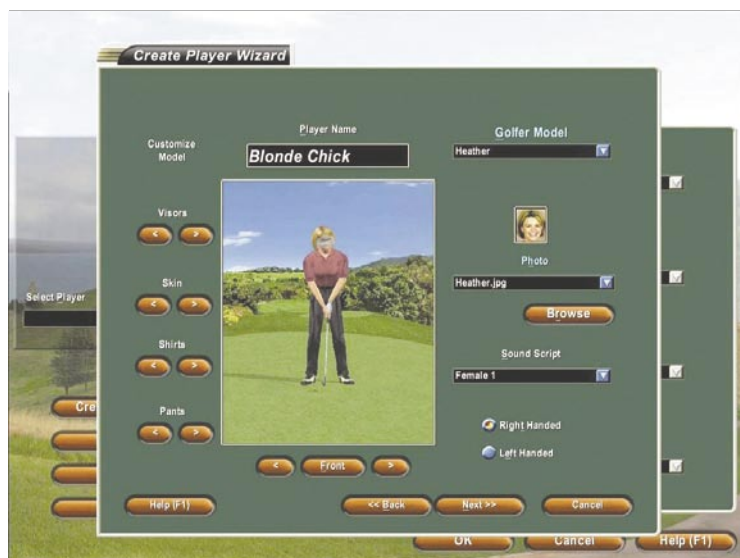 Create Player Wizard
Customize
Model
Player Name
Blonde Chick
Golfer Model
Heather
Visors
< >
Photo
Heather.jpg
Browse
Skin
< >
Select Player
Sound Script
Female 1
Shirts
< >
Pants
< >
Right Handed
Left Handed
< Front >
Cre
Help (F1)
<< Back
Next >>
Cancel
OK
Cancel
Help (F1)